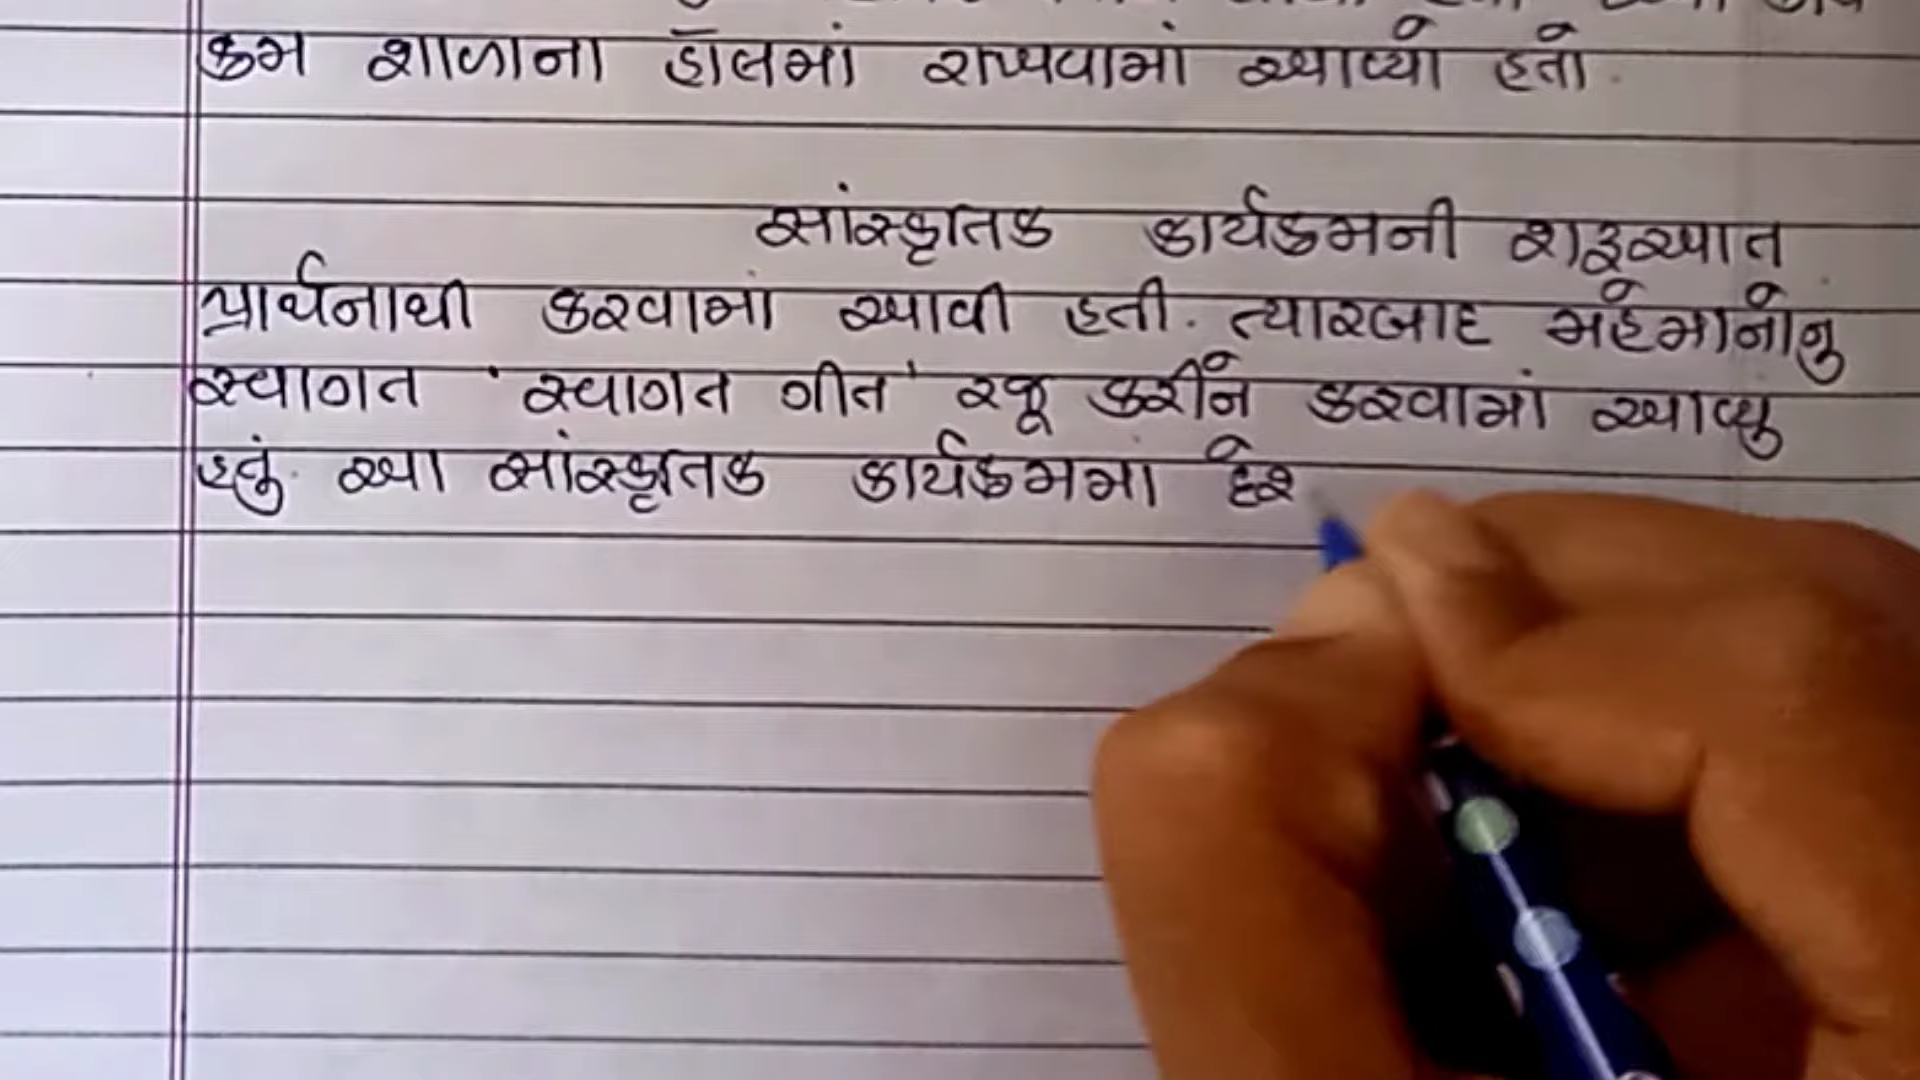 ક્રમ શાળાના હૉલમાં રાખવામાં આવ્યો હતો.
સાંસ્કૃતિક કાર્યક્રમની શરૂઆત
પ્રાર્થનાથી કરવામાં આવી હતી. ત્યારબાદ મહેમાનોનુ
સ્વાગત 'સ્વાગત ગીત' રજૂ કરીને કરવામાં આવ્યુ
હતું. આ સાંસ્કૃતિક કાર્યક્રમમાં દેશ